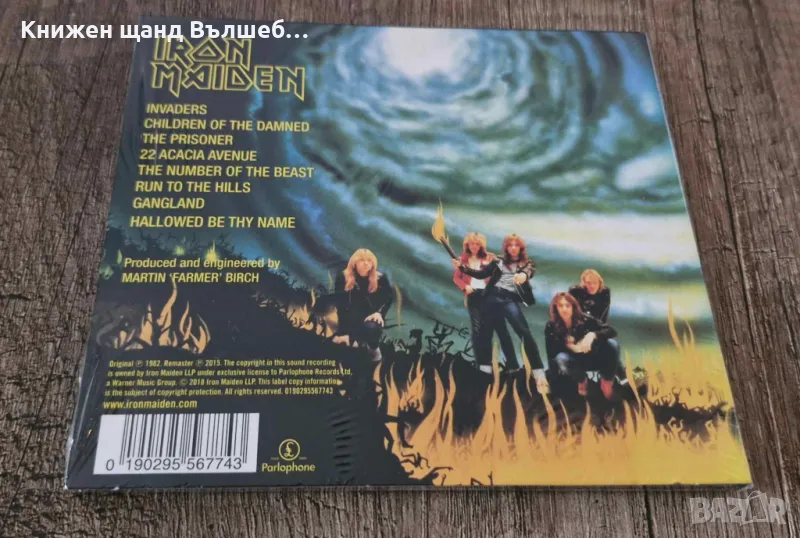 Книжен щанд Вълшеб...
IRON
MAIDEN
INVADERS
CHILDREN OF THE DAMNED
THE PRISONER
22 ACACIA AVENUE
THE NUMBER OF THE BEAST
RUN TO THE HILLS
GANGLAND
HALLOWED BE THY NAME
Produced and engineered by
MARTIN 'FARMER' BIRCH
Original ℗ 1982. Remaster ℗ 2015. The copyright in this sound recording
is owned by Iron Maiden LLP under exclusive license to Parlophone Records Ltd,
a Warner Music Group. © 2018 Iron Maiden LLP. This label copy information
is the subject of copyright protection. All rights reserved. 0190295567743
www.ironmaiden.com
0 190295 567743
Parlophone
BAZAR